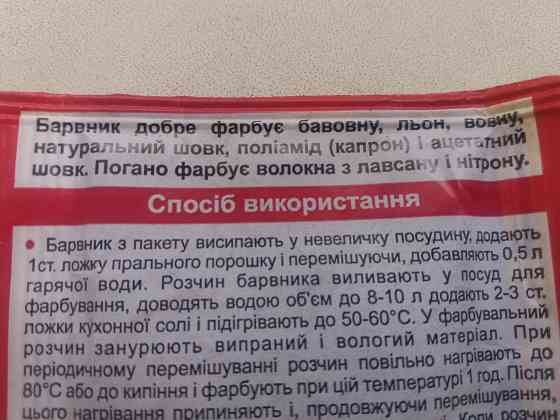 Барвник добре фарбує бавовну, льон, вовну,
натуральний шовк, поліамід (капрон) і ацетатний
шовк. Погано фарбує волокна з лавсану і нітрону.
Спосіб використання
• Барвник з пакету висипають у невеличку посудину, додають
1ст. ложку прального порошку і перемішуючи, добавляють 0,5 л
гарячої води. Розчин барвника виливають у посуд для
фарбування, доводять водою об'єм до 8-10 л додають 2-3 ст.
ложки кухонної солі і підігрівають до 50-60°С. У фарбувальний
розчин занурюють випраний і вологий матеріал. При
періодичному перемішуванні розчин повільно нагрівають до
80°С або до кипіння і фарбують при цій температурі 1 год. Після
цього нагрівання припиняють і, продовжуючи перемішування